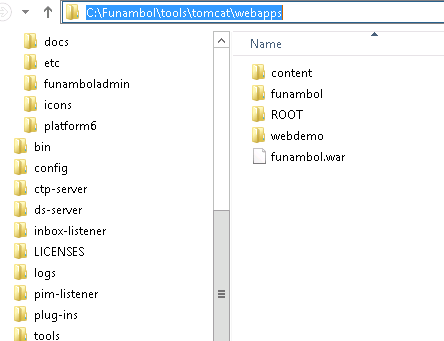 C:\Funambol\tools\tomcat\webapps
docs
etc
funamboladmin
icons
platform6
bin
config
ctp-server
ds-server
inbox-listener
LICENSES
logs
pim-listener
plug-ins
tools
Name
content
funambol
ROOT
webdemo
funambol.war